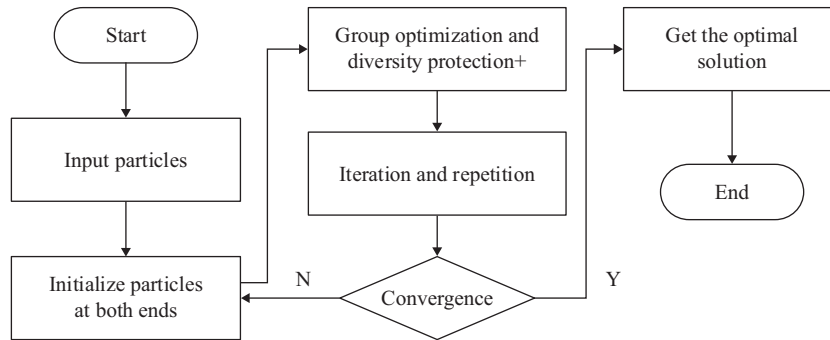 Start
Input particles
Initialize particles
at both ends
Group optimization and
diversity protection+
Iteration and repetition
Convergence
N
Y
Get the optimal
solution
End